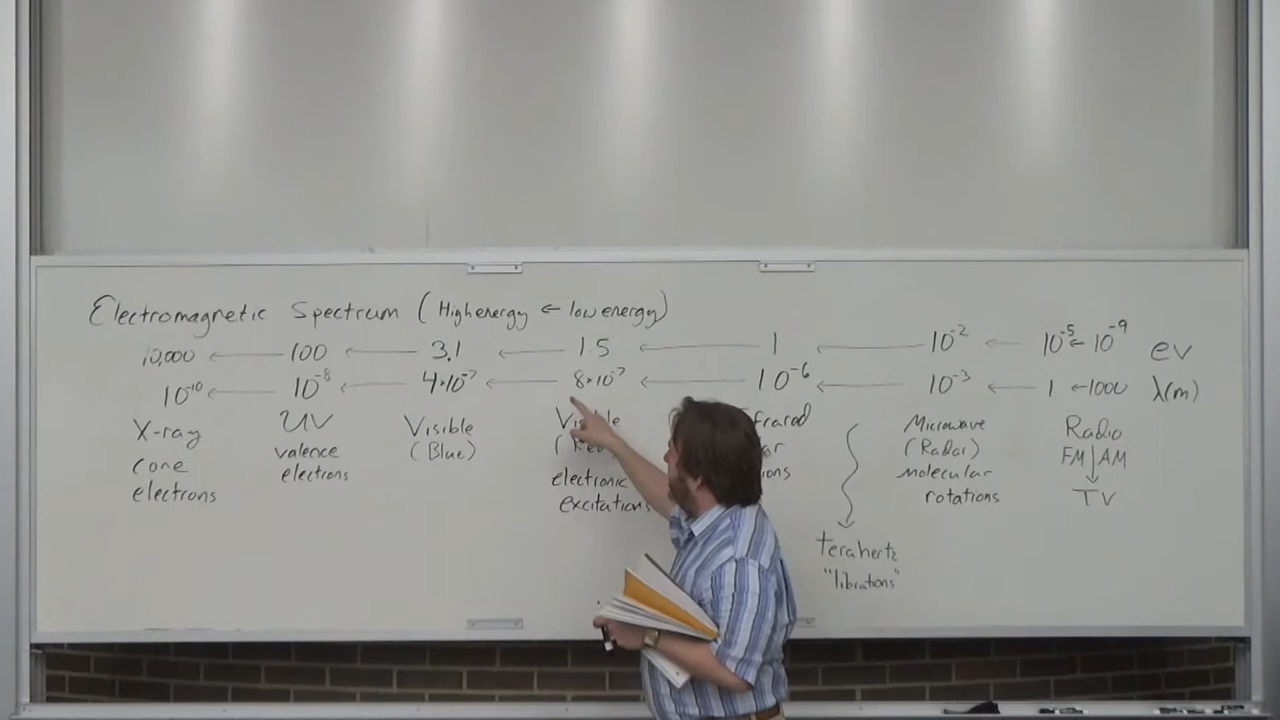 Electromagnetic Spectrum (High energy ← low energy)
10,000 ← 100 ← 3.1 ← 1.5 ← 1 ← 10^-2 ← 10^-5 ← 10^-9 eV
10^-10 ← 10^-8 ← 4×10^-7 ← 8×10^-7 ← 10^-6 ← 10^-3 ← 1 ← 1000 λ(m)
X-ray
core
electrons
UV
valence
electrons
Visible
(Blue)
electronic
excitations
Microwave
(Radar)
molecular
rotations
Radio
FM | AM
TV
terahertz
"librations"